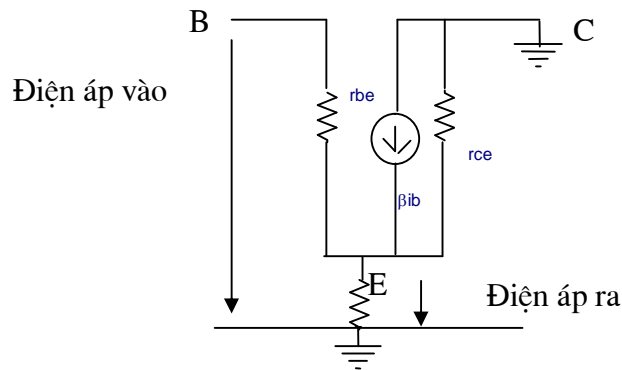 B
C
Điện áp vào
rbe
rce
βib
E
Điện áp ra